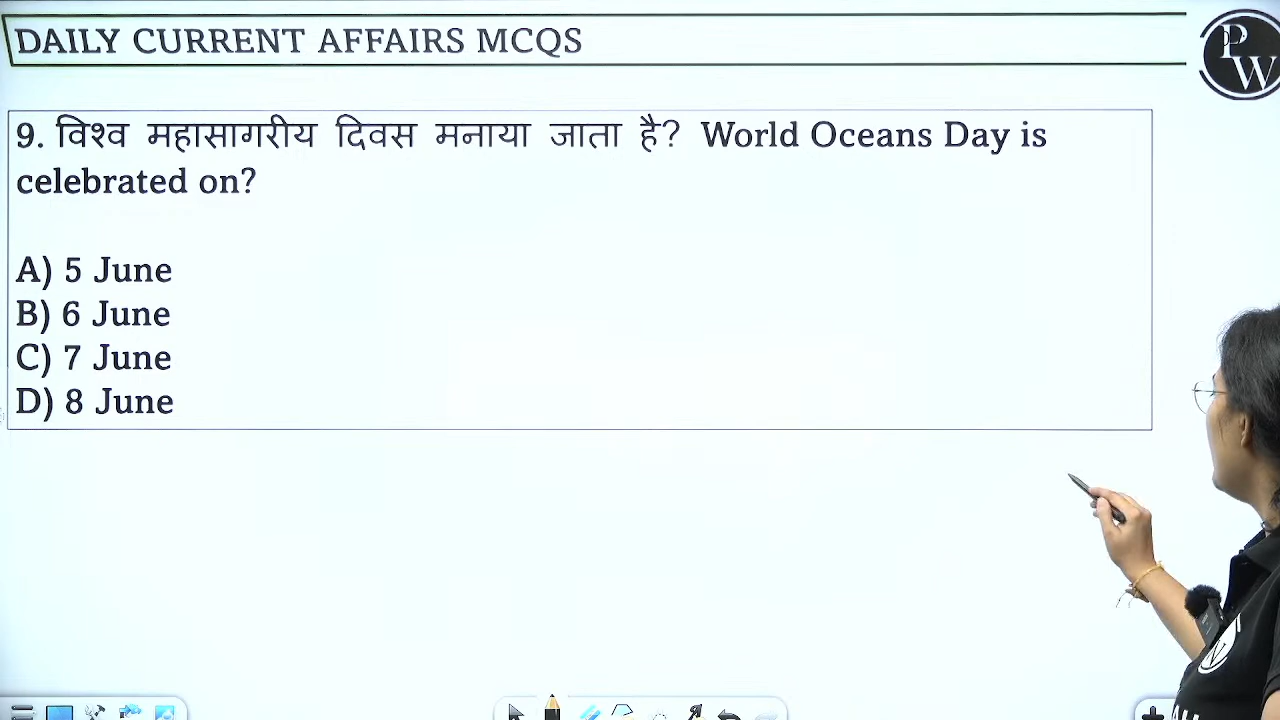 DAILY CURRENT AFFAIRS MCQS
PW
9. विश्व महासागरीय दिवस मनाया जाता है? World Oceans Day is
celebrated on?
A) 5 June
B) 6 June
C) 7 June
D) 8 June